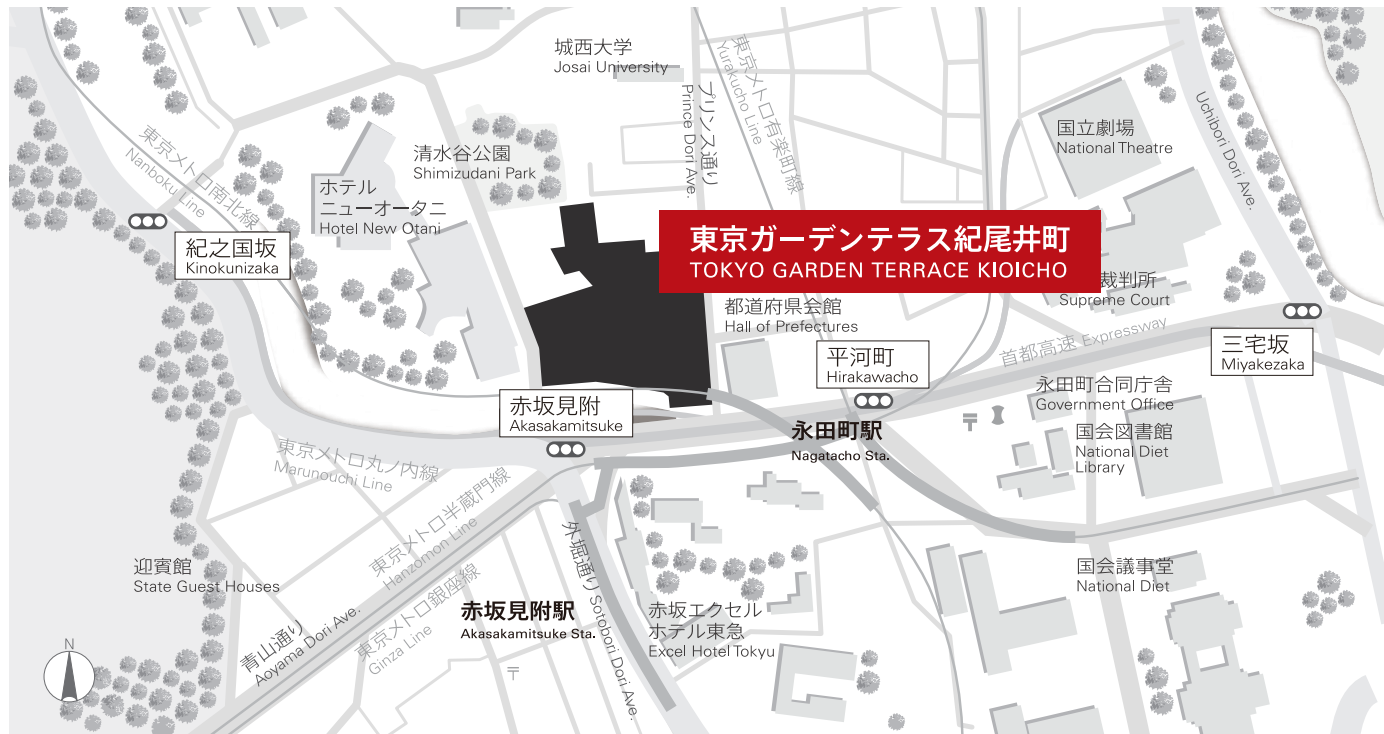 城西大学
Josai University
プリンス通り
Prince Dori Ave.
東京メトロ有楽町線
Yurakucho Line
国立劇場
National Theatre
Uchibori Dori Ave.
東京メトロ南北線
Nanboku Line
清水谷公園
Shimizudani Park
ホテル
ニューオータニ
Hotel New Otani
紀之国坂
Kinokunizaka
東京ガーデンテラス紀尾井町
TOKYO GARDEN TERRACE KIOICHO
裁判所
Supreme Court
都道府県会館
Hall of Prefectures
首都高速 Expressway
三宅坂
Miyakezaka
平河町
Hirakawacho
赤坂見附
Akasakamitsuke
永田町合同庁舎
Government Office
永田町駅
Nagatacho Sta.
国会図書館
National Diet
Library
東京メトロ丸ノ内線
Marunouchi Line
東京メトロ半蔵門線
Hanzomon Line
迎賓館
State Guest Houses
外堀通り Sotobori Dori Ave.
国会議事堂
National Diet
東京メトロ銀座線
Ginza Line
赤坂見附駅
Akasakamitsuke Sta.
赤坂エクセル
ホテル東急
Excel Hotel Tokyu
青山通り
Aoyama Dori Ave.
N
〒